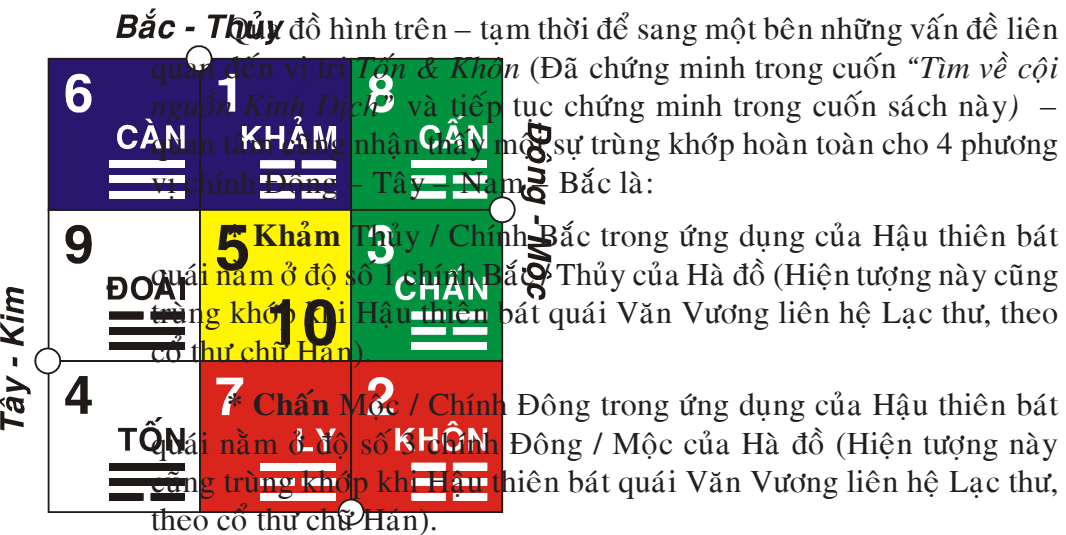 Bắc - Thủy
6
1
8
CÀN
KHẢM
CẤN
Đông - Mộc
9
5
3
ĐOÀI
10
CHẤN
Tây - Kim
4
7
2
TỐN
LY
KHÔN
Qua đồ hình trên – tạm thời để sang một bên những vấn đề liên
quan đến vị trí Tốn & Khôn (Đã chứng minh trong cuốn “Tìm về cội
nguồn Kinh Dịch” và tiếp tục chứng minh trong cuốn sách này) –
quan tâm cũng nhận thấy một sự trùng khớp hoàn toàn cho 4 phương
vị chính Đông – Tây – Nam – Bắc là:
* Khảm Thủy / Chính Bắc trong ứng dụng của Hậu thiên bát
quái nằm ở độ số 1 chính Bắc / Thủy của Hà đồ (Hiện tượng này cũng
trùng khớp khi Hậu thiên bát quái Văn Vương liên hệ Lạc thư, theo
cổ thư chữ Hán).
* Chấn Mộc / Chính Đông trong ứng dụng của Hậu thiên bát
quái nằm ở độ số 3 chính Đông / Mộc của Hà đồ (Hiện tượng này
cũng trùng khớp khi Hậu thiên bát quái Văn Vương liên hệ Lạc thư,
theo cổ thư chữ Hán).